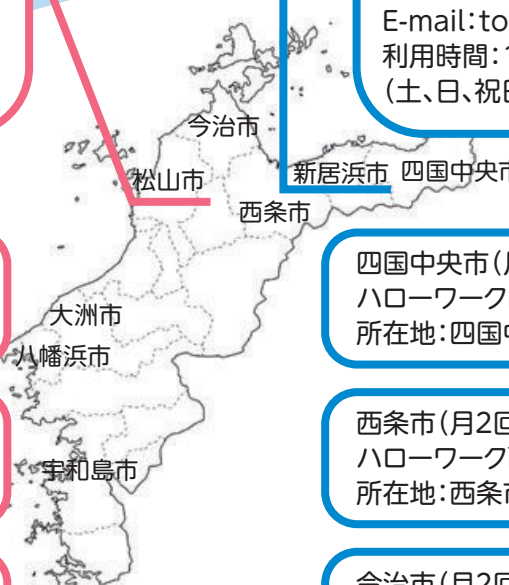 E-mail：to
利用時間：
（土、日、祝
今治市
松山市
新居浜市
四国中央市
西条市
大洲市
八幡浜市
宇和島市
四国中央市（
ハローワーク
所在地：四国
西条市（月2回
ハローワーク
所在地：西条
今治市（月2回